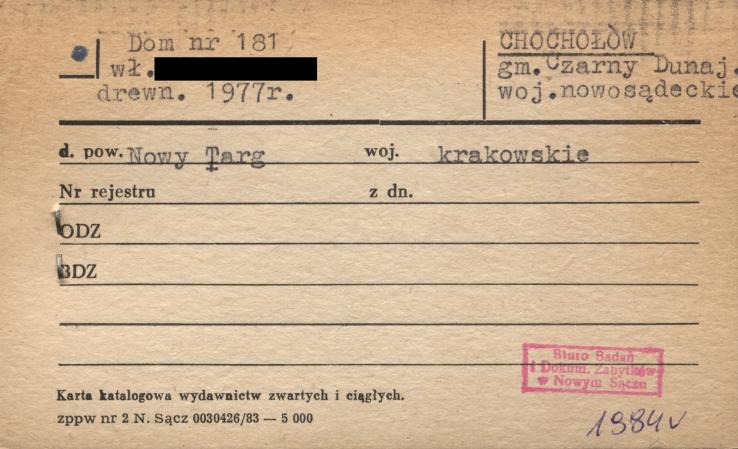 Dom nr 181
wł.
drewn. 1977r.
CHOCHOŁÓW
gm. Czarny Dunaj.
woj.nowosądeckie
d. pow. Nowy Targ woj. krakowskie
Nr rejestru z dn.
ODZ
BDZ
Biuro Badań
i Dokum. Zabytków
w Nowym Sączu
Karta katalogowa wydawnictw zwartych i ciągłych.
zppw nr 2 N. Sącz 0030426/83 — 5 000
1984